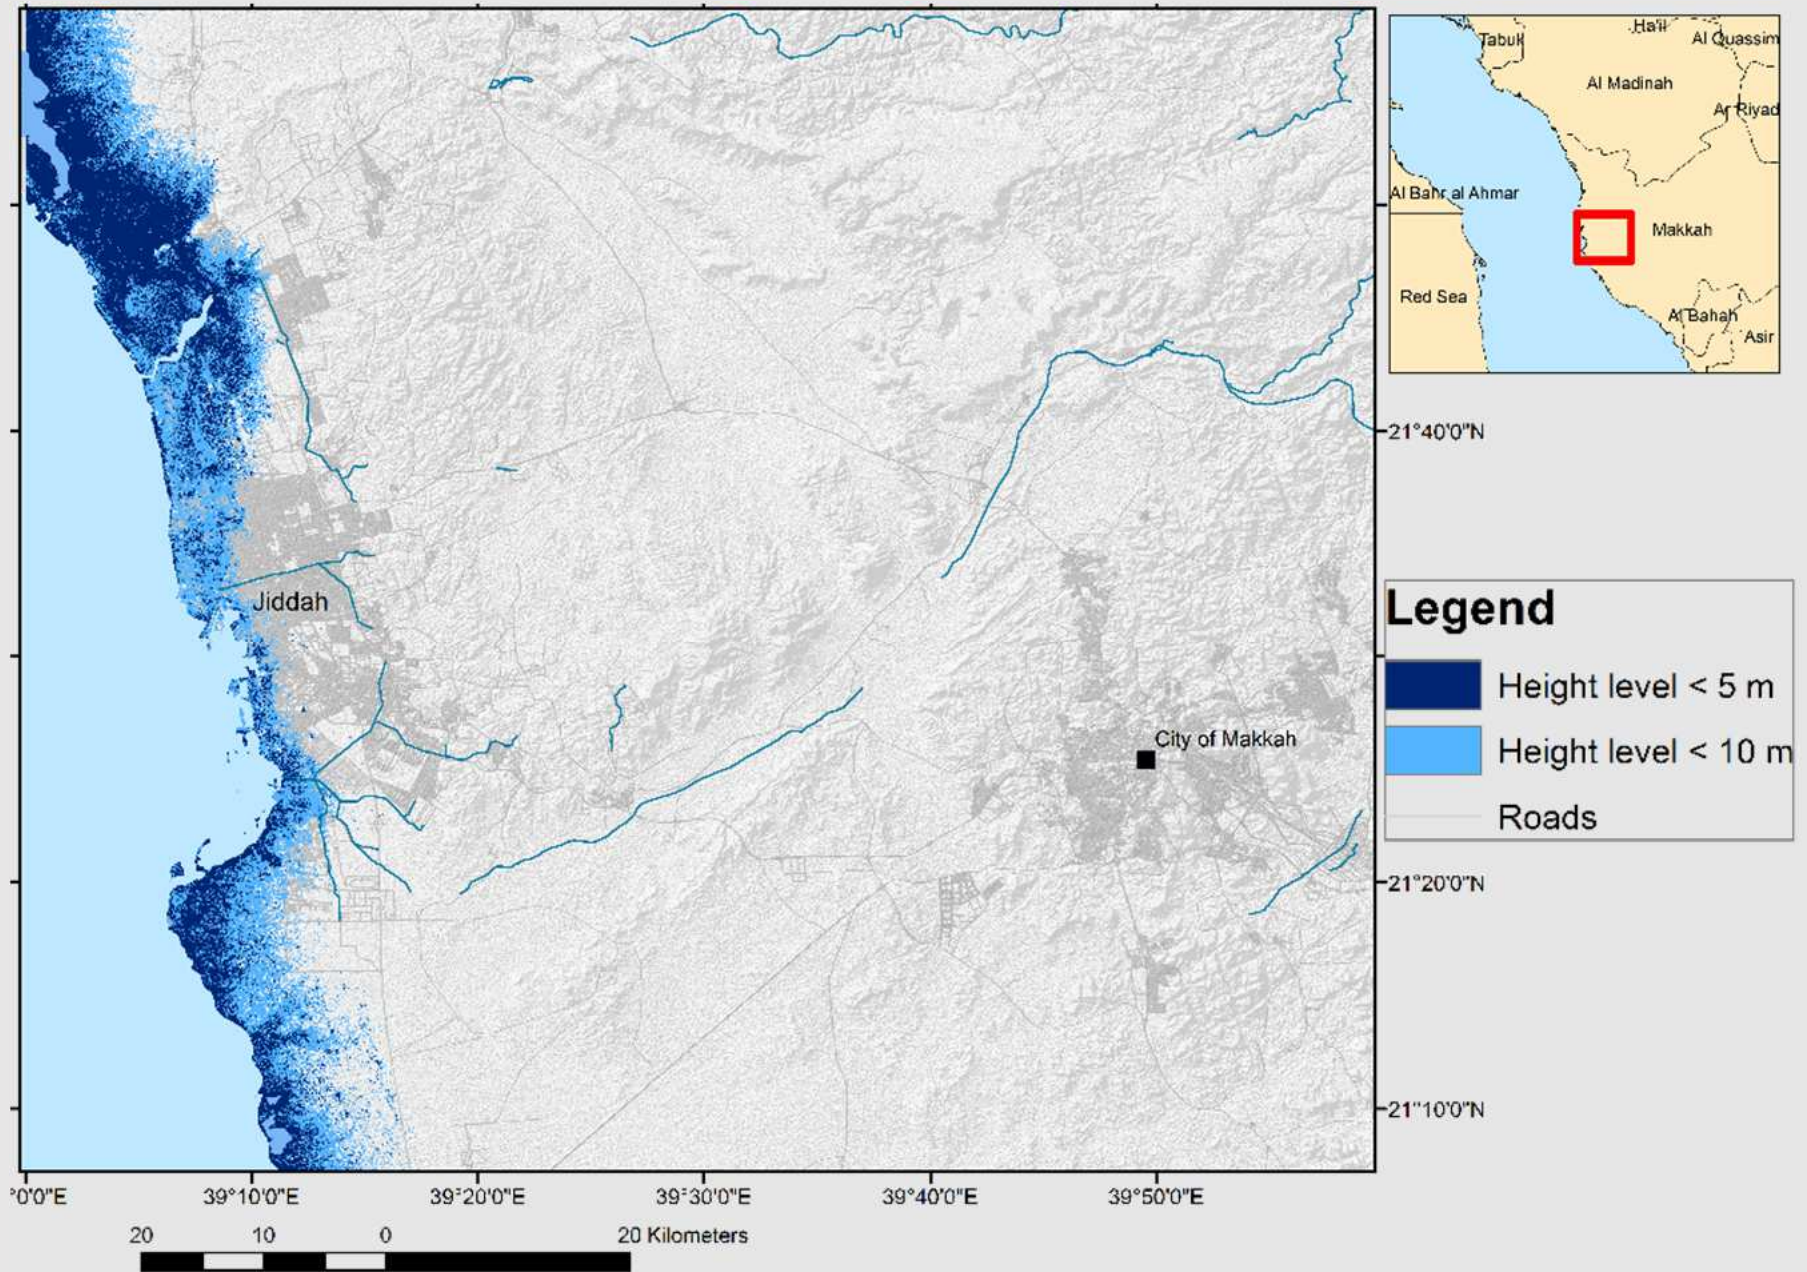 Tabuk
Ha'il
Al Quassim
Al Madinah
Ar Riyad
Al Bahr al Ahmar
Makkah
Red Sea
Al Bahah
Asir
21°40'0"N
Jiddah
Legend
Height level < 5 m
City of Makkah
Height level < 10 m
Roads
21°20'0"N
21°10'0"N
°0'0"E
39°10'0"E
39°20'0"E
39°30'0"E
39°40'0"E
39°50'0"E
20 10 0 20 Kilometers